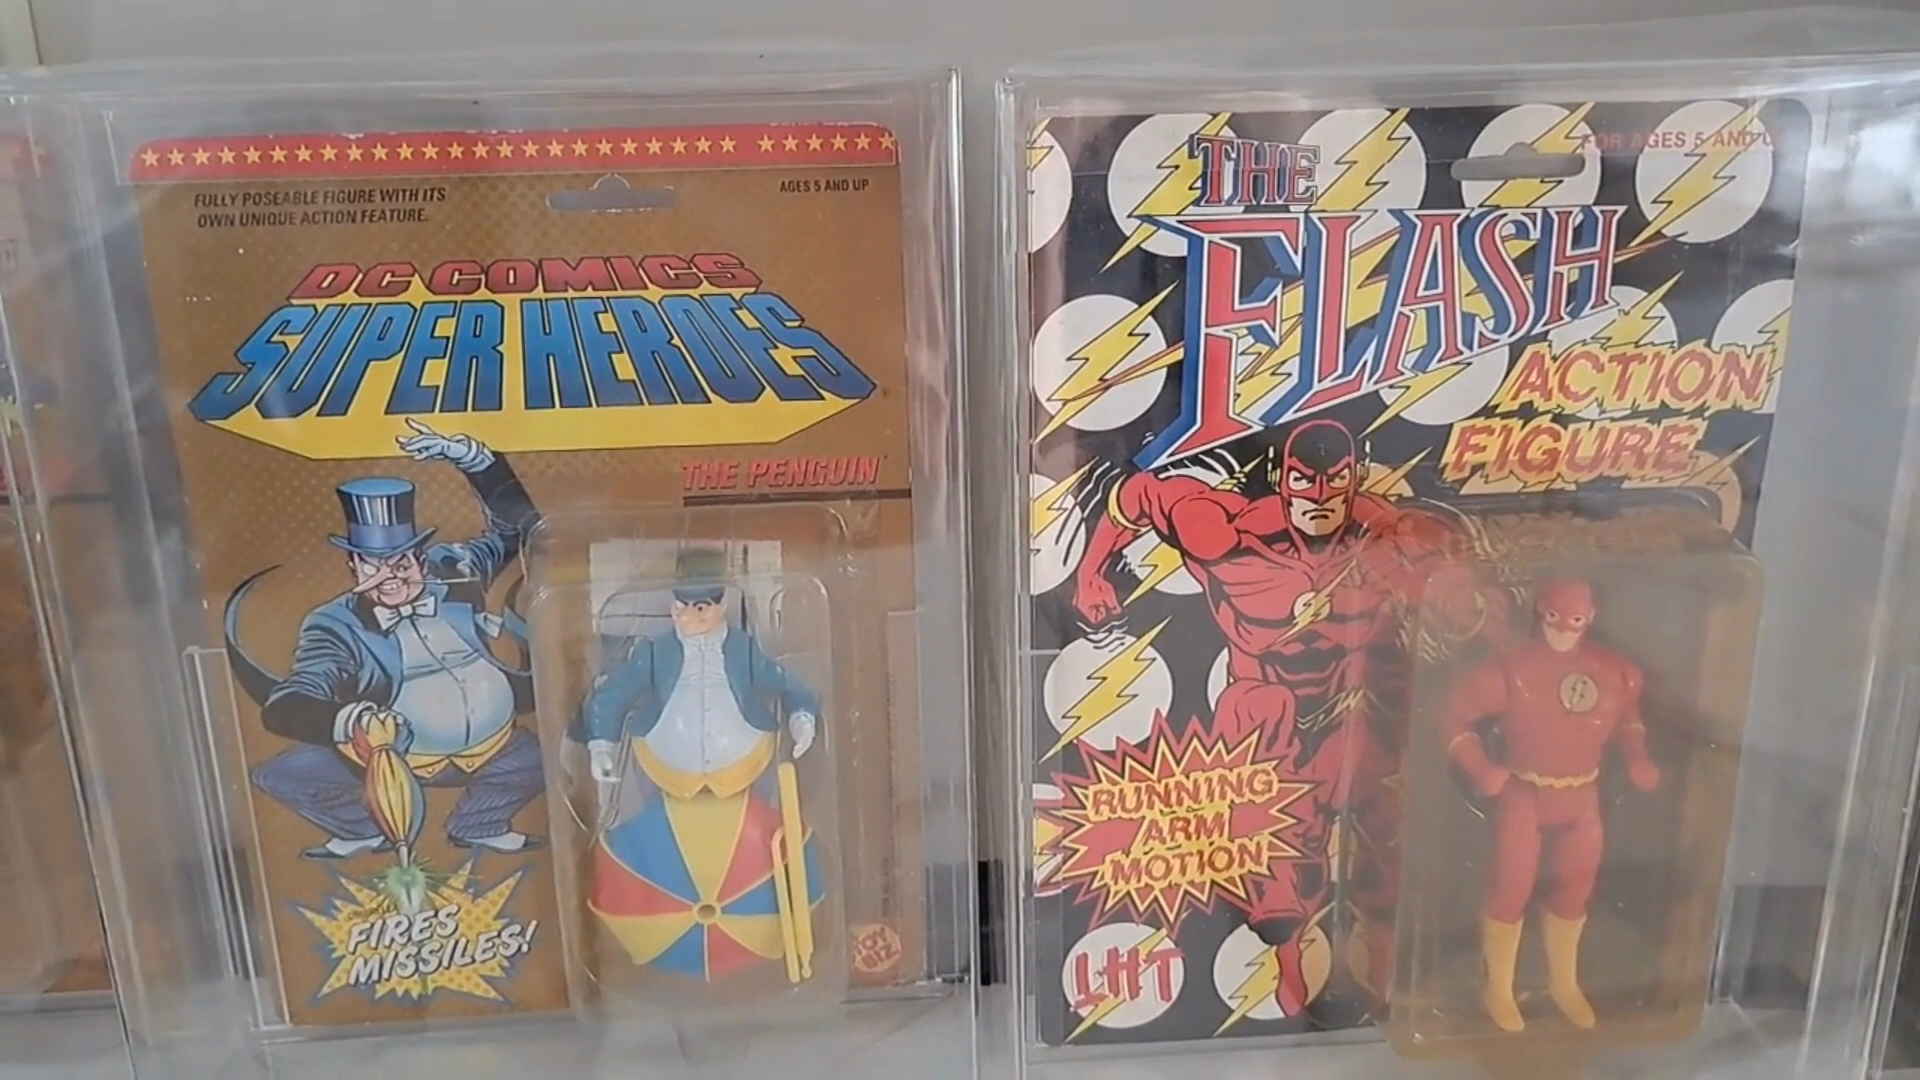 FULLY POSEABLE FIGURE WITH ITS
OWN UNIQUE ACTION FEATURE.
AGES 5 AND UP
DC COMICS
SUPER HEROES
THE PENGUIN
FIRES
MISSILES!
TOY
BIZ
FOR AGES 5 AND U
THE
FLASH
TM
ACTION
FIGURE
RUNNING
ARM
MOTION
LHT